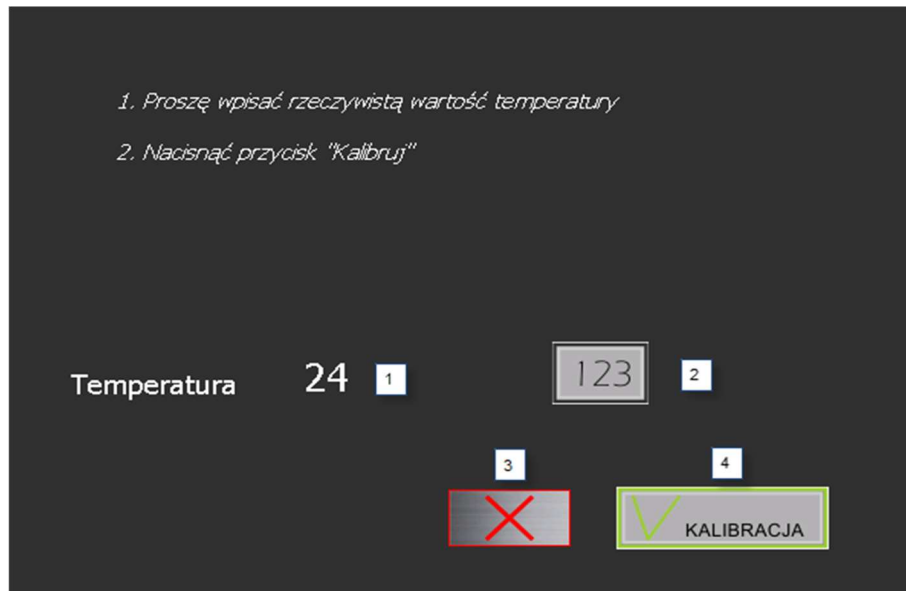 1. Proszę wpisać rzeczywistą wartość temperatury
2. Nacisnąć przycisk "Kalibruj"
Temperatura 24 1 123 2
3 4
KALIBRACJA